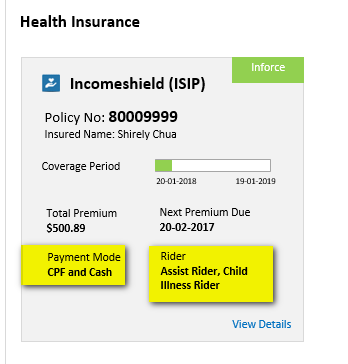 Health Insurance
Inforce
Incomeshield (ISIP)
Policy No: 80009999
Insured Name: Shirely Chua
Coverage Period
20-01-2018 19-01-2019
Total Premium
$500.89
Next Premium Due
20-02-2017
Payment Mode
CPF and Cash
Rider
Assist Rider, Child
Illness Rider
View Details